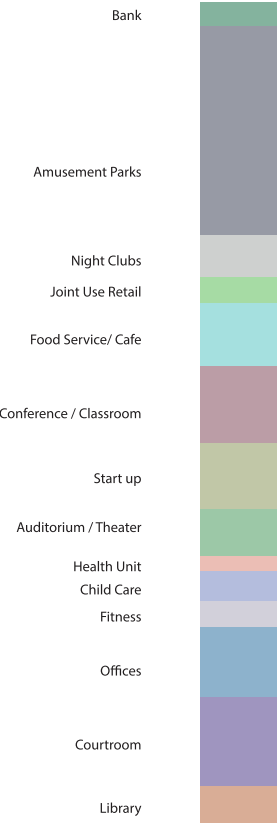 Bank
Amusement Parks
Night Clubs
Joint Use Retail
Food Service/ Cafe
Conference / Classroom
Start up
Auditorium / Theater
Health Unit
Child Care
Fitness
Offices
Courtroom
Library